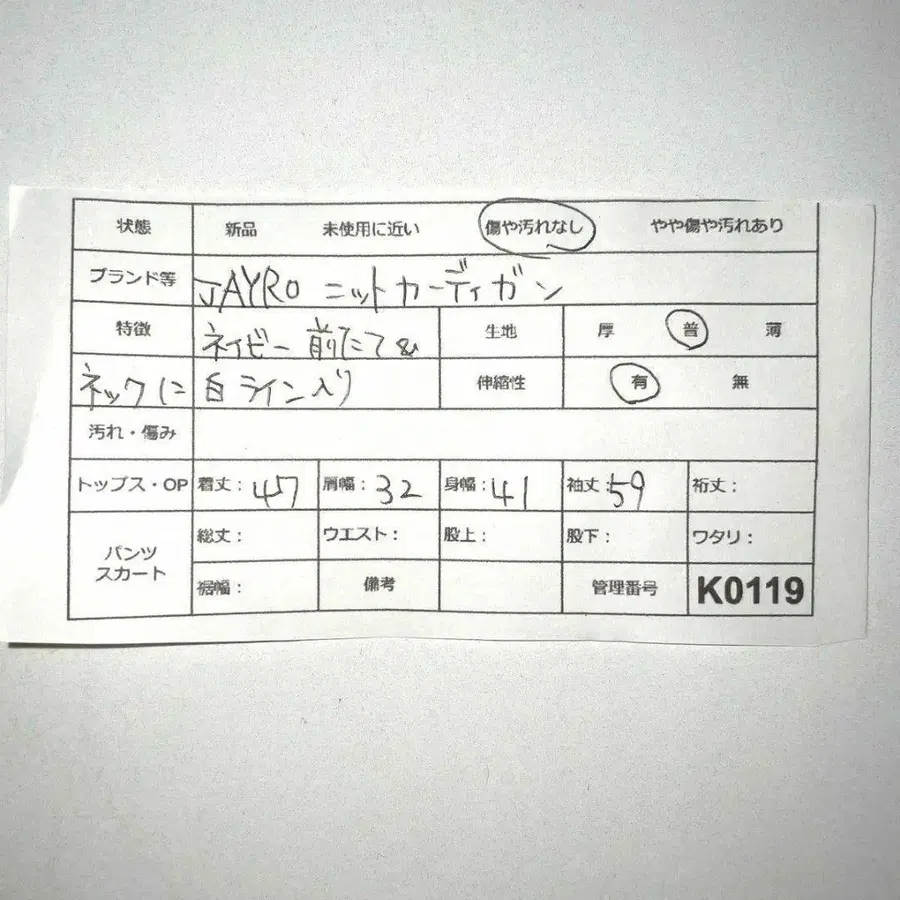 状態 新品 未使用に近い 傷や汚れなし やや傷や汚れあり
ブランド等 JAYRO ニットカーディガン
特徴 ネイビー 前たて& 生地 厚 普 薄
ネックに 白ライン入り 伸縮性 有 無
汚れ・傷み
トップス・OP 着丈: 47 肩幅: 32 身幅: 41 袖丈: 59 裄丈:
パンツ スカート 総丈: ウエスト: 股上: 股下: ワタリ:
裾幅: 備考 管理番号 K0119